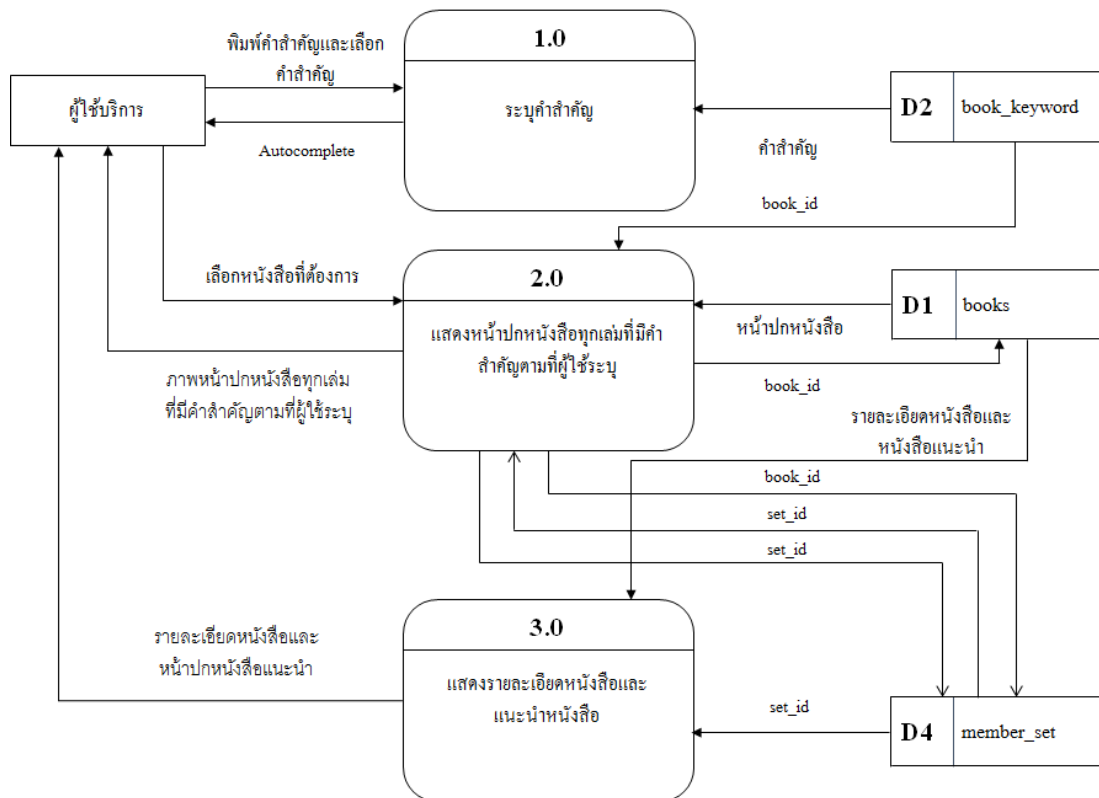 พิมพ์คำสำคัญและเลือก
คำสำคัญ
1.0
ผู้ใช้บริการ
ระบุคำสำคัญ
D2
book_keyword
Autocomplete
คำสำคัญ
book_id
เลือกหนังสือที่ต้องการ
2.0
D1
books
แสดงหน้าปกหนังสือทุกเล่มที่มีคำ
สำคัญตามที่ผู้ใช้ระบุ
หน้าปกหนังสือ
book_id
ภาพหน้าปกหนังสือทุกเล่ม
ที่มีคำสำคัญตามที่ผู้ใช้ระบุ
รายละเอียดหนังสือและ
หนังสือแนะนำ
book_id
set_id
set_id
3.0
รายละเอียดหนังสือและ
หน้าปกหนังสือแนะนำ
แสดงรายละเอียดหนังสือและ
แนะนำหนังสือ
set_id
D4
member_set